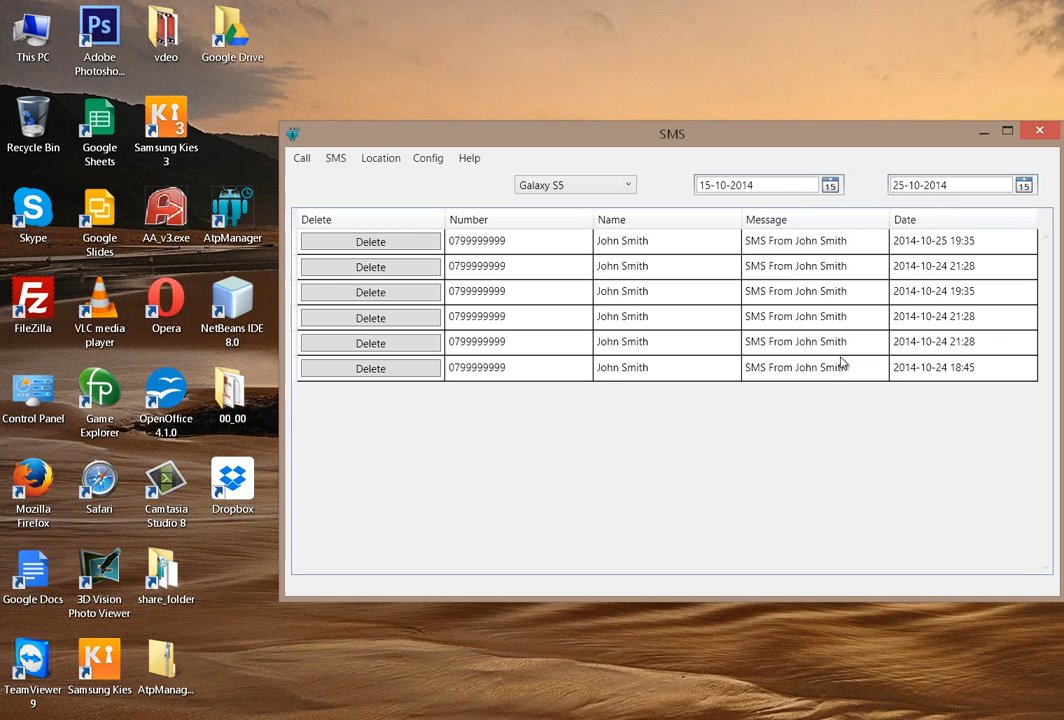 This PC
Adobe
Photosho...
vdeo
Google Drive
Recycle Bin
Google
Sheets
Samsung Kies
3
Skype
Google
Slides
AA_v3.exe
AtpManager
FileZilla
VLC media
player
Opera
NetBeans IDE
8.0
Control Panel
Game
Explorer
OpenOffice
4.1.0
00_00
Mozilla
Firefox
Safari
Camtasia
Studio 8
Dropbox
Google Docs
3D Vision
Photo Viewer
share_folder
TeamViewer
9
Samsung Kies
AtpManag...
SMS
Call SMS Location Config Help
Galaxy S5 15-10-2014 15 25-10-2014 15
Delete Number Name Message Date
Delete 0799999999 John Smith SMS From John Smith 2014-10-25 19:35
Delete 0799999999 John Smith SMS From John Smith 2014-10-24 21:28
Delete 0799999999 John Smith SMS From John Smith 2014-10-24 19:35
Delete 0799999999 John Smith SMS From John Smith 2014-10-24 21:28
Delete 0799999999 John Smith SMS From John Smith 2014-10-24 21:28
Delete 0799999999 John Smith SMS From John Smith 2014-10-24 18:45
Ps
Ki
3
Ki